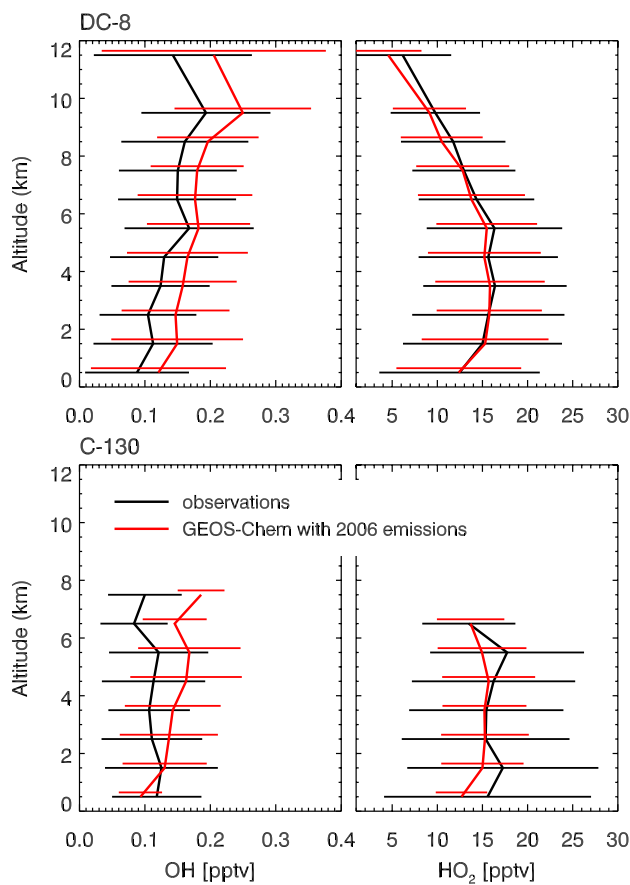 DC-8
12
10
8
6
4
2
0
Altitude (km)
0.0 0.1 0.2 0.3 0.4
5 10 15 20 25 30
C-130
12
10
8
6
4
2
0
Altitude (km)
observations
GEOS-Chem with 2006 emissions
0.0 0.1 0.2 0.3 0.4
5 10 15 20 25 30
OH [pptv]
HO₂ [pptv]